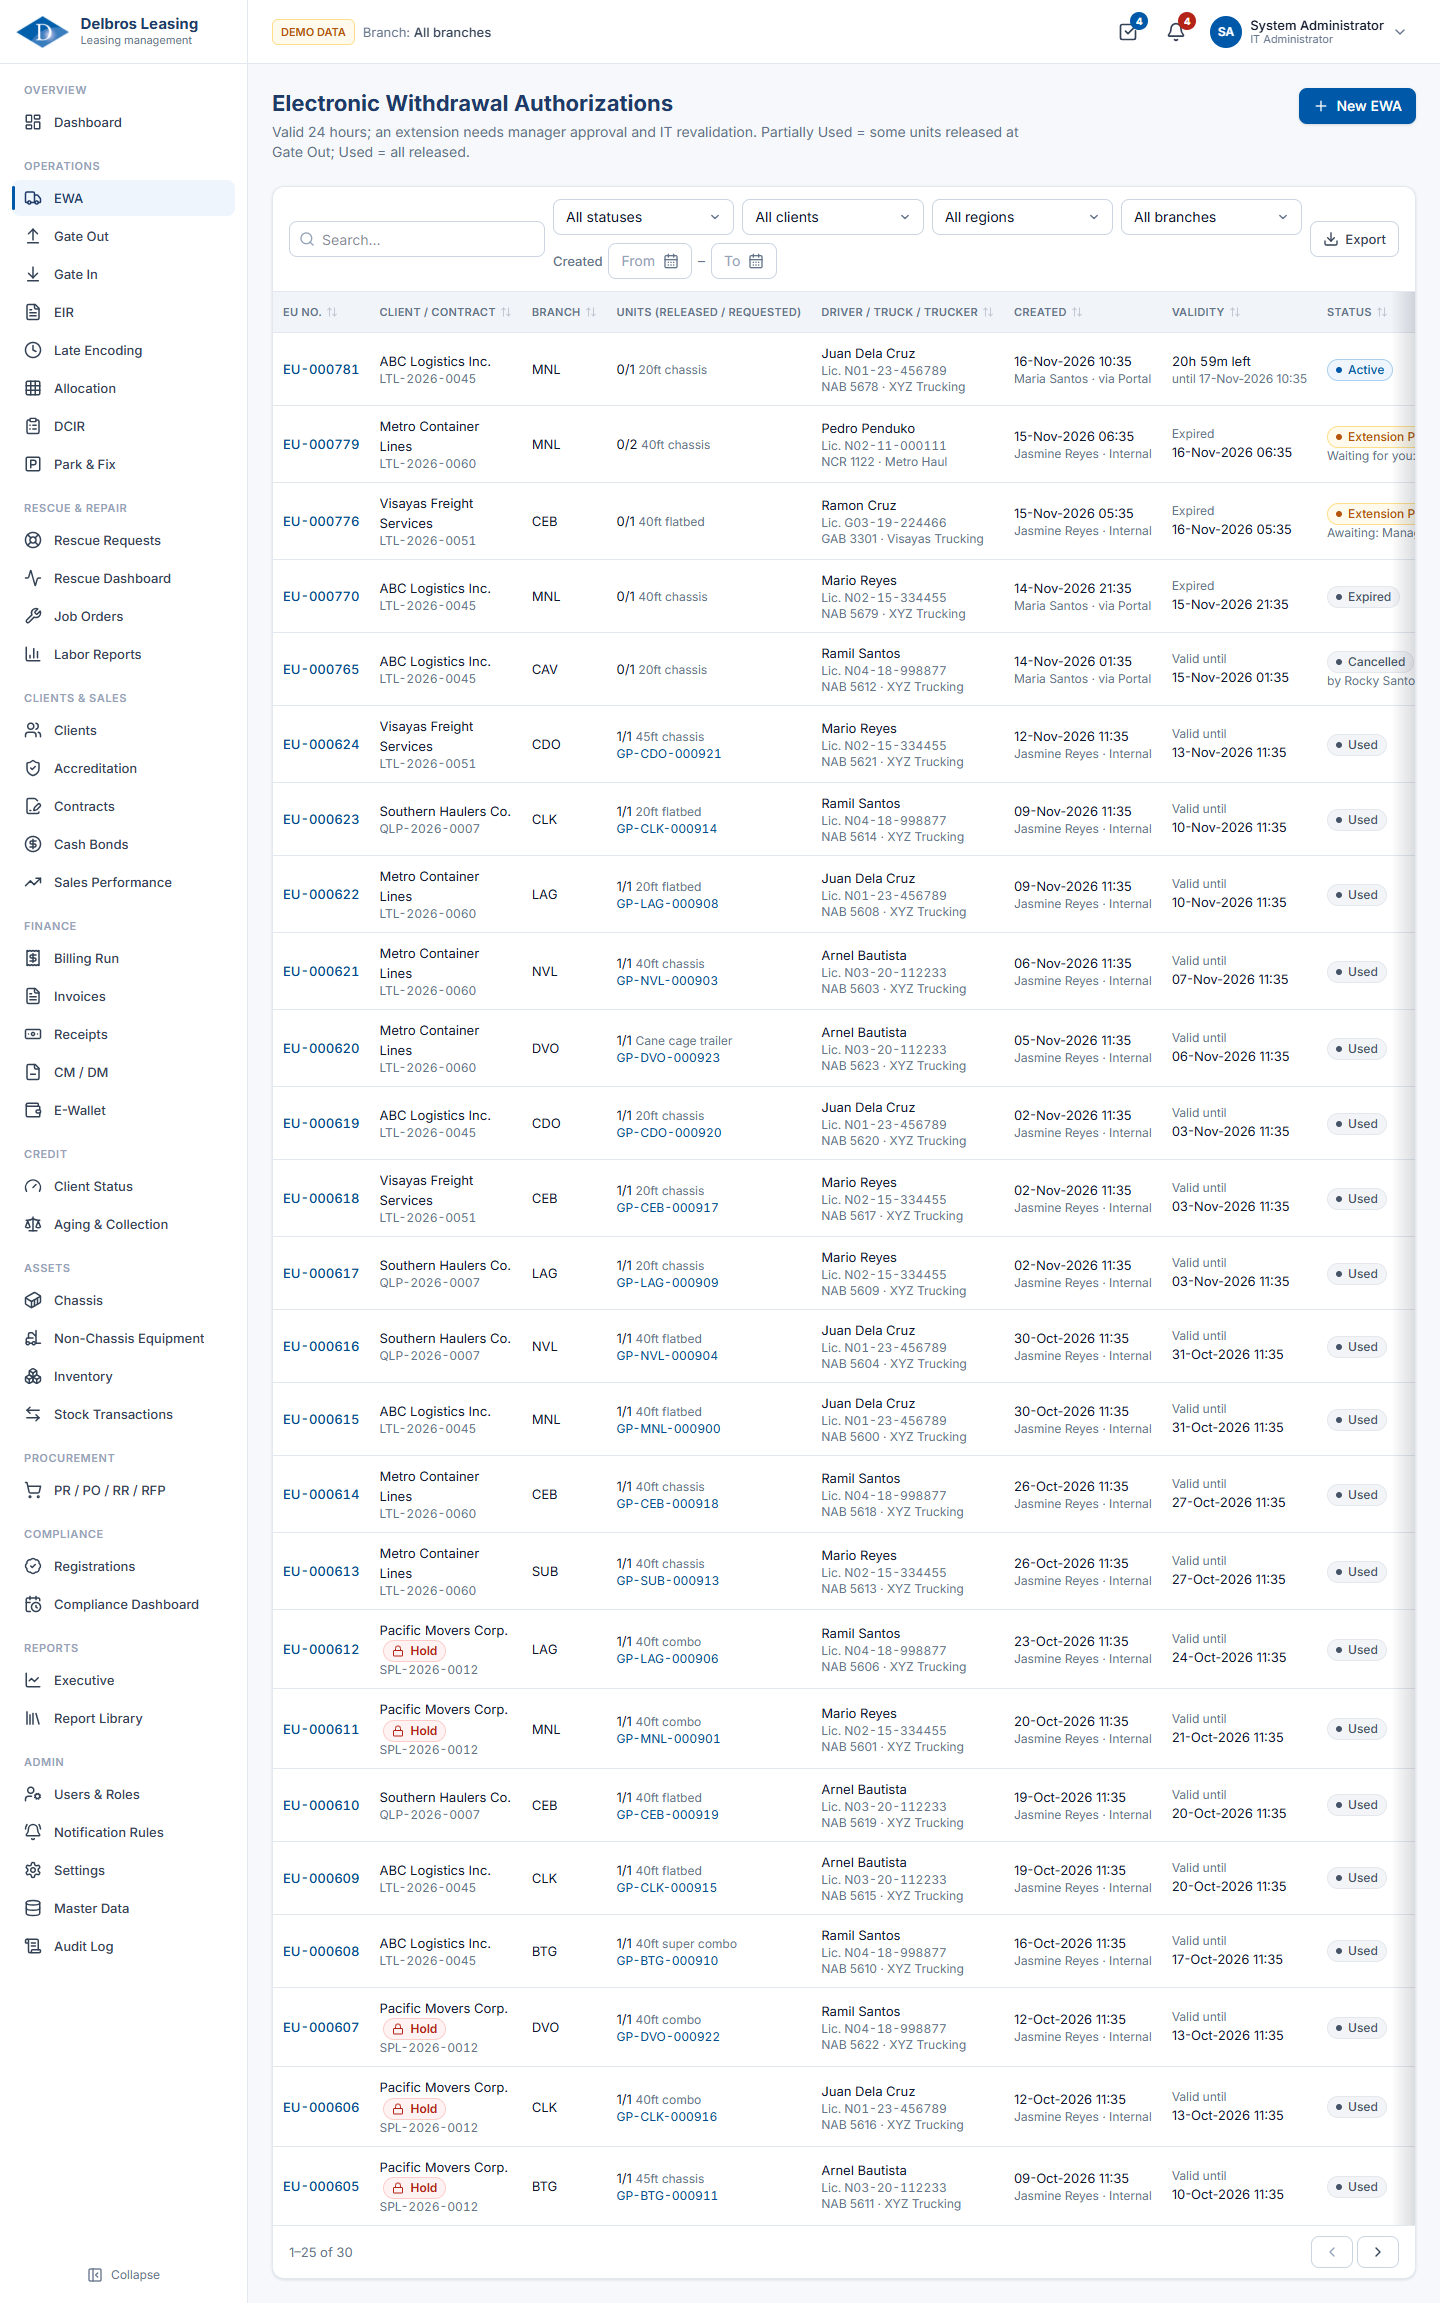 Delbros Leasing
Leasing management
DEMO DATA
Branch: All branches
4
4
SA
System Administrator
IT Administrator
OVERVIEW
Dashboard
OPERATIONS
EWA
Gate Out
Gate In
EIR
Late Encoding
Allocation
DCIR
Park & Fix
RESCUE & REPAIR
Rescue Requests
Rescue Dashboard
Job Orders
Labor Reports
CLIENTS & SALES
Clients
Accreditation
Contracts
Cash Bonds
Sales Performance
FINANCE
Billing Run
Invoices
Receipts
CM / DM
E-Wallet
CREDIT
Client Status
Aging & Collection
ASSETS
Chassis
Non-Chassis Equipment
Inventory
Stock Transactions
PROCUREMENT
PR / PO / RR / RFP
COMPLIANCE
Registrations
Compliance Dashboard
REPORTS
Executive
Report Library
ADMIN
Users & Roles
Notification Rules
Settings
Master Data
Audit Log
Collapse
Electronic Withdrawal Authorizations
Valid 24 hours; an extension needs manager approval and IT revalidation. Partially Used = some units released at
Gate Out; Used = all released.
New EWA
Search...
All statuses
All clients
All regions
All branches
Created From – To
Export
EU NO. CLIENT / CONTRACT BRANCH UNITS (RELEASED / REQUESTED) DRIVER / TRUCK / TRUCKER CREATED VALIDITY STATUS
EU-000781
ABC Logistics Inc.
LTL-2026-0045
MNL
0/1 20ft chassis
Juan Dela Cruz
Lic. N01-23-456789
NAB 5678 · XYZ Trucking
16-Nov-2026 10:35
Maria Santos · via Portal
20h 59m left
until 17-Nov-2026 10:35
Active
EU-000779
Metro Container
Lines
LTL-2026-0060
MNL
0/2 40ft chassis
Pedro Penduko
Lic. N02-11-000111
NCR 1122 · Metro Haul
15-Nov-2026 06:35
Jasmine Reyes · Internal
Expired
16-Nov-2026 06:35
Extension P
Waiting for you:
EU-000776
Visayas Freight
Services
LTL-2026-0051
CEB
0/1 40ft flatbed
Ramon Cruz
Lic. G03-19-224466
GAB 3301 · Visayas Trucking
15-Nov-2026 05:35
Jasmine Reyes · Internal
Expired
16-Nov-2026 05:35
Extension P
Awaiting: Mana
EU-000770
ABC Logistics Inc.
LTL-2026-0045
MNL
0/1 40ft chassis
Mario Reyes
Lic. N02-15-334455
NAB 5679 · XYZ Trucking
14-Nov-2026 21:35
Maria Santos · via Portal
Expired
15-Nov-2026 21:35
Expired
EU-000765
ABC Logistics Inc.
LTL-2026-0045
CAV
0/1 20ft chassis
Ramil Santos
Lic. N04-18-998877
NAB 5612 · XYZ Trucking
14-Nov-2026 01:35
Maria Santos · via Portal
Valid until
15-Nov-2026 01:35
Cancelled
by Rocky Santo
EU-000624
Visayas Freight
Services
LTL-2026-0051
CDO
1/1 45ft chassis
GP-CDO-000921
Mario Reyes
Lic. N02-15-334455
NAB 5621 · XYZ Trucking
12-Nov-2026 11:35
Jasmine Reyes · Internal
Valid until
13-Nov-2026 11:35
Used
EU-000623
Southern Haulers Co.
QLP-2026-0007
CLK
1/1 20ft flatbed
GP-CLK-000914
Ramil Santos
Lic. N04-18-998877
NAB 5614 · XYZ Trucking
09-Nov-2026 11:35
Jasmine Reyes · Internal
Valid until
10-Nov-2026 11:35
Used
EU-000622
Metro Container
Lines
LTL-2026-0060
LAG
1/1 20ft flatbed
GP-LAG-000908
Juan Dela Cruz
Lic. N01-23-456789
NAB 5608 · XYZ Trucking
09-Nov-2026 11:35
Jasmine Reyes · Internal
Valid until
10-Nov-2026 11:35
Used
EU-000621
Metro Container
Lines
LTL-2026-0060
NVL
1/1 40ft chassis
GP-NVL-000903
Arnel Bautista
Lic. N03-20-112233
NAB 5603 · XYZ Trucking
06-Nov-2026 11:35
Jasmine Reyes · Internal
Valid until
07-Nov-2026 11:35
Used
EU-000620
Metro Container
Lines
LTL-2026-0060
DVO
1/1 Cane cage trailer
GP-DVO-000923
Arnel Bautista
Lic. N03-20-112233
NAB 5623 · XYZ Trucking
05-Nov-2026 11:35
Jasmine Reyes · Internal
Valid until
06-Nov-2026 11:35
Used
EU-000619
ABC Logistics Inc.
LTL-2026-0045
CDO
1/1 20ft chassis
GP-CDO-000920
Juan Dela Cruz
Lic. N01-23-456789
NAB 5620 · XYZ Trucking
02-Nov-2026 11:35
Jasmine Reyes · Internal
Valid until
03-Nov-2026 11:35
Used
EU-000618
Visayas Freight
Services
LTL-2026-0051
CEB
1/1 20ft chassis
GP-CEB-000917
Mario Reyes
Lic. N02-15-334455
NAB 5617 · XYZ Trucking
02-Nov-2026 11:35
Jasmine Reyes · Internal
Valid until
03-Nov-2026 11:35
Used
EU-000617
Southern Haulers Co.
QLP-2026-0007
LAG
1/1 20ft chassis
GP-LAG-000909
Mario Reyes
Lic. N02-15-334455
NAB 5609 · XYZ Trucking
02-Nov-2026 11:35
Jasmine Reyes · Internal
Valid until
03-Nov-2026 11:35
Used
EU-000616
Southern Haulers Co.
QLP-2026-0007
NVL
1/1 40ft flatbed
GP-NVL-000904
Juan Dela Cruz
Lic. N01-23-456789
NAB 5604 · XYZ Trucking
30-Oct-2026 11:35
Jasmine Reyes · Internal
Valid until
31-Oct-2026 11:35
Used
EU-000615
ABC Logistics Inc.
LTL-2026-0045
MNL
1/1 40ft flatbed
GP-MNL-000900
Juan Dela Cruz
Lic. N01-23-456789
NAB 5600 · XYZ Trucking
30-Oct-2026 11:35
Jasmine Reyes · Internal
Valid until
31-Oct-2026 11:35
Used
EU-000614
Metro Container
Lines
LTL-2026-0060
CEB
1/1 40ft chassis
GP-CEB-000918
Ramil Santos
Lic. N04-18-998877
NAB 5618 · XYZ Trucking
26-Oct-2026 11:35
Jasmine Reyes · Internal
Valid until
27-Oct-2026 11:35
Used
EU-000613
Metro Container
Lines
LTL-2026-0060
SUB
1/1 40ft chassis
GP-SUB-000913
Mario Reyes
Lic. N02-15-334455
NAB 5613 · XYZ Trucking
26-Oct-2026 11:35
Jasmine Reyes · Internal
Valid until
27-Oct-2026 11:35
Used
EU-000612
Pacific Movers Corp.
Hold
SPL-2026-0012
LAG
1/1 40ft combo
GP-LAG-000906
Ramil Santos
Lic. N04-18-998877
NAB 5606 · XYZ Trucking
23-Oct-2026 11:35
Jasmine Reyes · Internal
Valid until
24-Oct-2026 11:35
Used
EU-000611
Pacific Movers Corp.
Hold
SPL-2026-0012
MNL
1/1 40ft combo
GP-MNL-000901
Mario Reyes
Lic. N02-15-334455
NAB 5601 · XYZ Trucking
20-Oct-2026 11:35
Jasmine Reyes · Internal
Valid until
21-Oct-2026 11:35
Used
EU-000610
Southern Haulers Co.
QLP-2026-0007
CEB
1/1 40ft flatbed
GP-CEB-000919
Arnel Bautista
Lic. N03-20-112233
NAB 5619 · XYZ Trucking
19-Oct-2026 11:35
Jasmine Reyes · Internal
Valid until
20-Oct-2026 11:35
Used
EU-000609
ABC Logistics Inc.
LTL-2026-0045
CLK
1/1 40ft flatbed
GP-CLK-000915
Arnel Bautista
Lic. N03-20-112233
NAB 5615 · XYZ Trucking
19-Oct-2026 11:35
Jasmine Reyes · Internal
Valid until
20-Oct-2026 11:35
Used
EU-000608
ABC Logistics Inc.
LTL-2026-0045
BTG
1/1 40ft super combo
GP-BTG-000910
Ramil Santos
Lic. N04-18-998877
NAB 5610 · XYZ Trucking
16-Oct-2026 11:35
Jasmine Reyes · Internal
Valid until
17-Oct-2026 11:35
Used
EU-000607
Pacific Movers Corp.
Hold
SPL-2026-0012
DVO
1/1 40ft combo
GP-DVO-000922
Ramil Santos
Lic. N04-18-998877
NAB 5622 · XYZ Trucking
12-Oct-2026 11:35
Jasmine Reyes · Internal
Valid until
13-Oct-2026 11:35
Used
EU-000606
Pacific Movers Corp.
Hold
SPL-2026-0012
CLK
1/1 40ft combo
GP-CLK-000916
Juan Dela Cruz
Lic. N01-23-456789
NAB 5616 · XYZ Trucking
12-Oct-2026 11:35
Jasmine Reyes · Internal
Valid until
13-Oct-2026 11:35
Used
EU-000605
Pacific Movers Corp.
Hold
SPL-2026-0012
BTG
1/1 45ft chassis
GP-BTG-000911
Arnel Bautista
Lic. N03-20-112233
NAB 5611 · XYZ Trucking
09-Oct-2026 11:35
Jasmine Reyes · Internal
Valid until
10-Oct-2026 11:35
Used
1–25 of 30